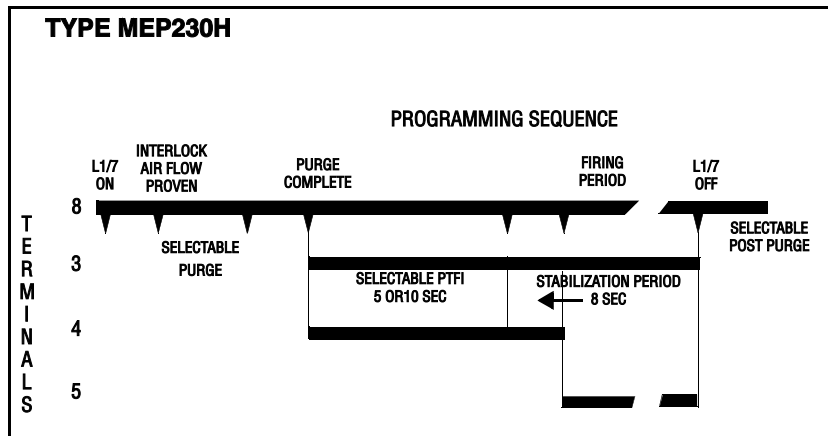 TYPE MEP230H
PROGRAMMING SEQUENCE
L1/7
ON
INTERLOCK
AIR FLOW
PROVEN
PURGE
COMPLETE
FIRING
PERIOD
L1/7
OFF
TERMINALS
8
SELECTABLE
PURGE
SELECTABLE
POST PURGE
3
SELECTABLE PTFI
5 OR10 SEC
STABILIZATION PERIOD
8 SEC
4
5